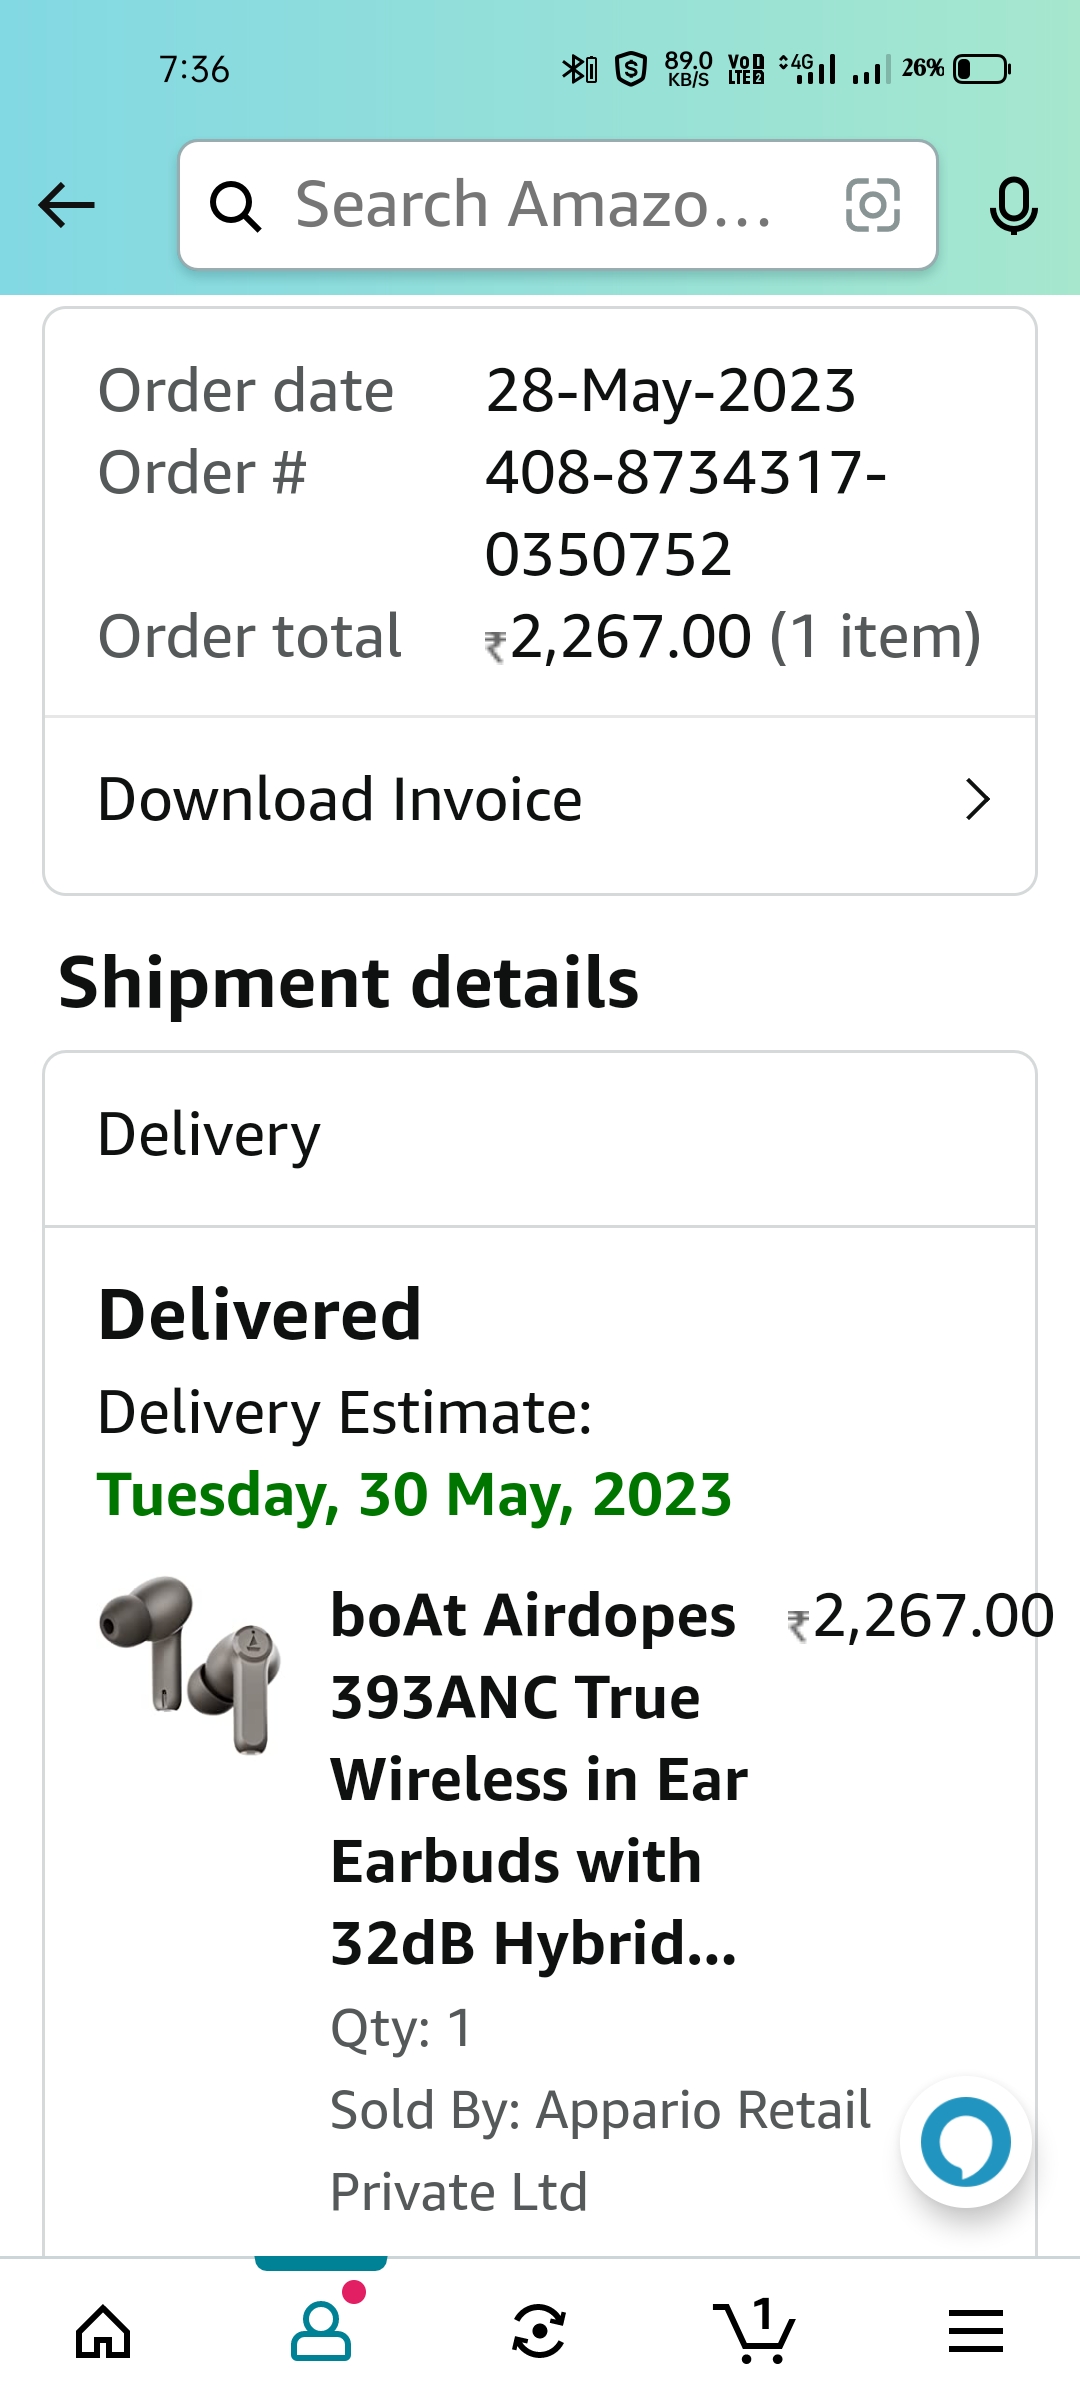 7:36
89.0 KB/S
VoD LTE 2
4G
26%
Search Amazo...
Order date 28-May-2023
Order # 408-8734317-
0350752
Order total ₹2,267.00 (1 item)
Download Invoice
Shipment details
Delivery
Delivered
Delivery Estimate:
Tuesday, 30 May, 2023
boAt Airdopes ₹2,267.00
393ANC True
Wireless in Ear
Earbuds with
32dB Hybrid...
Qty: 1
Sold By: Appario Retail
Private Ltd
1